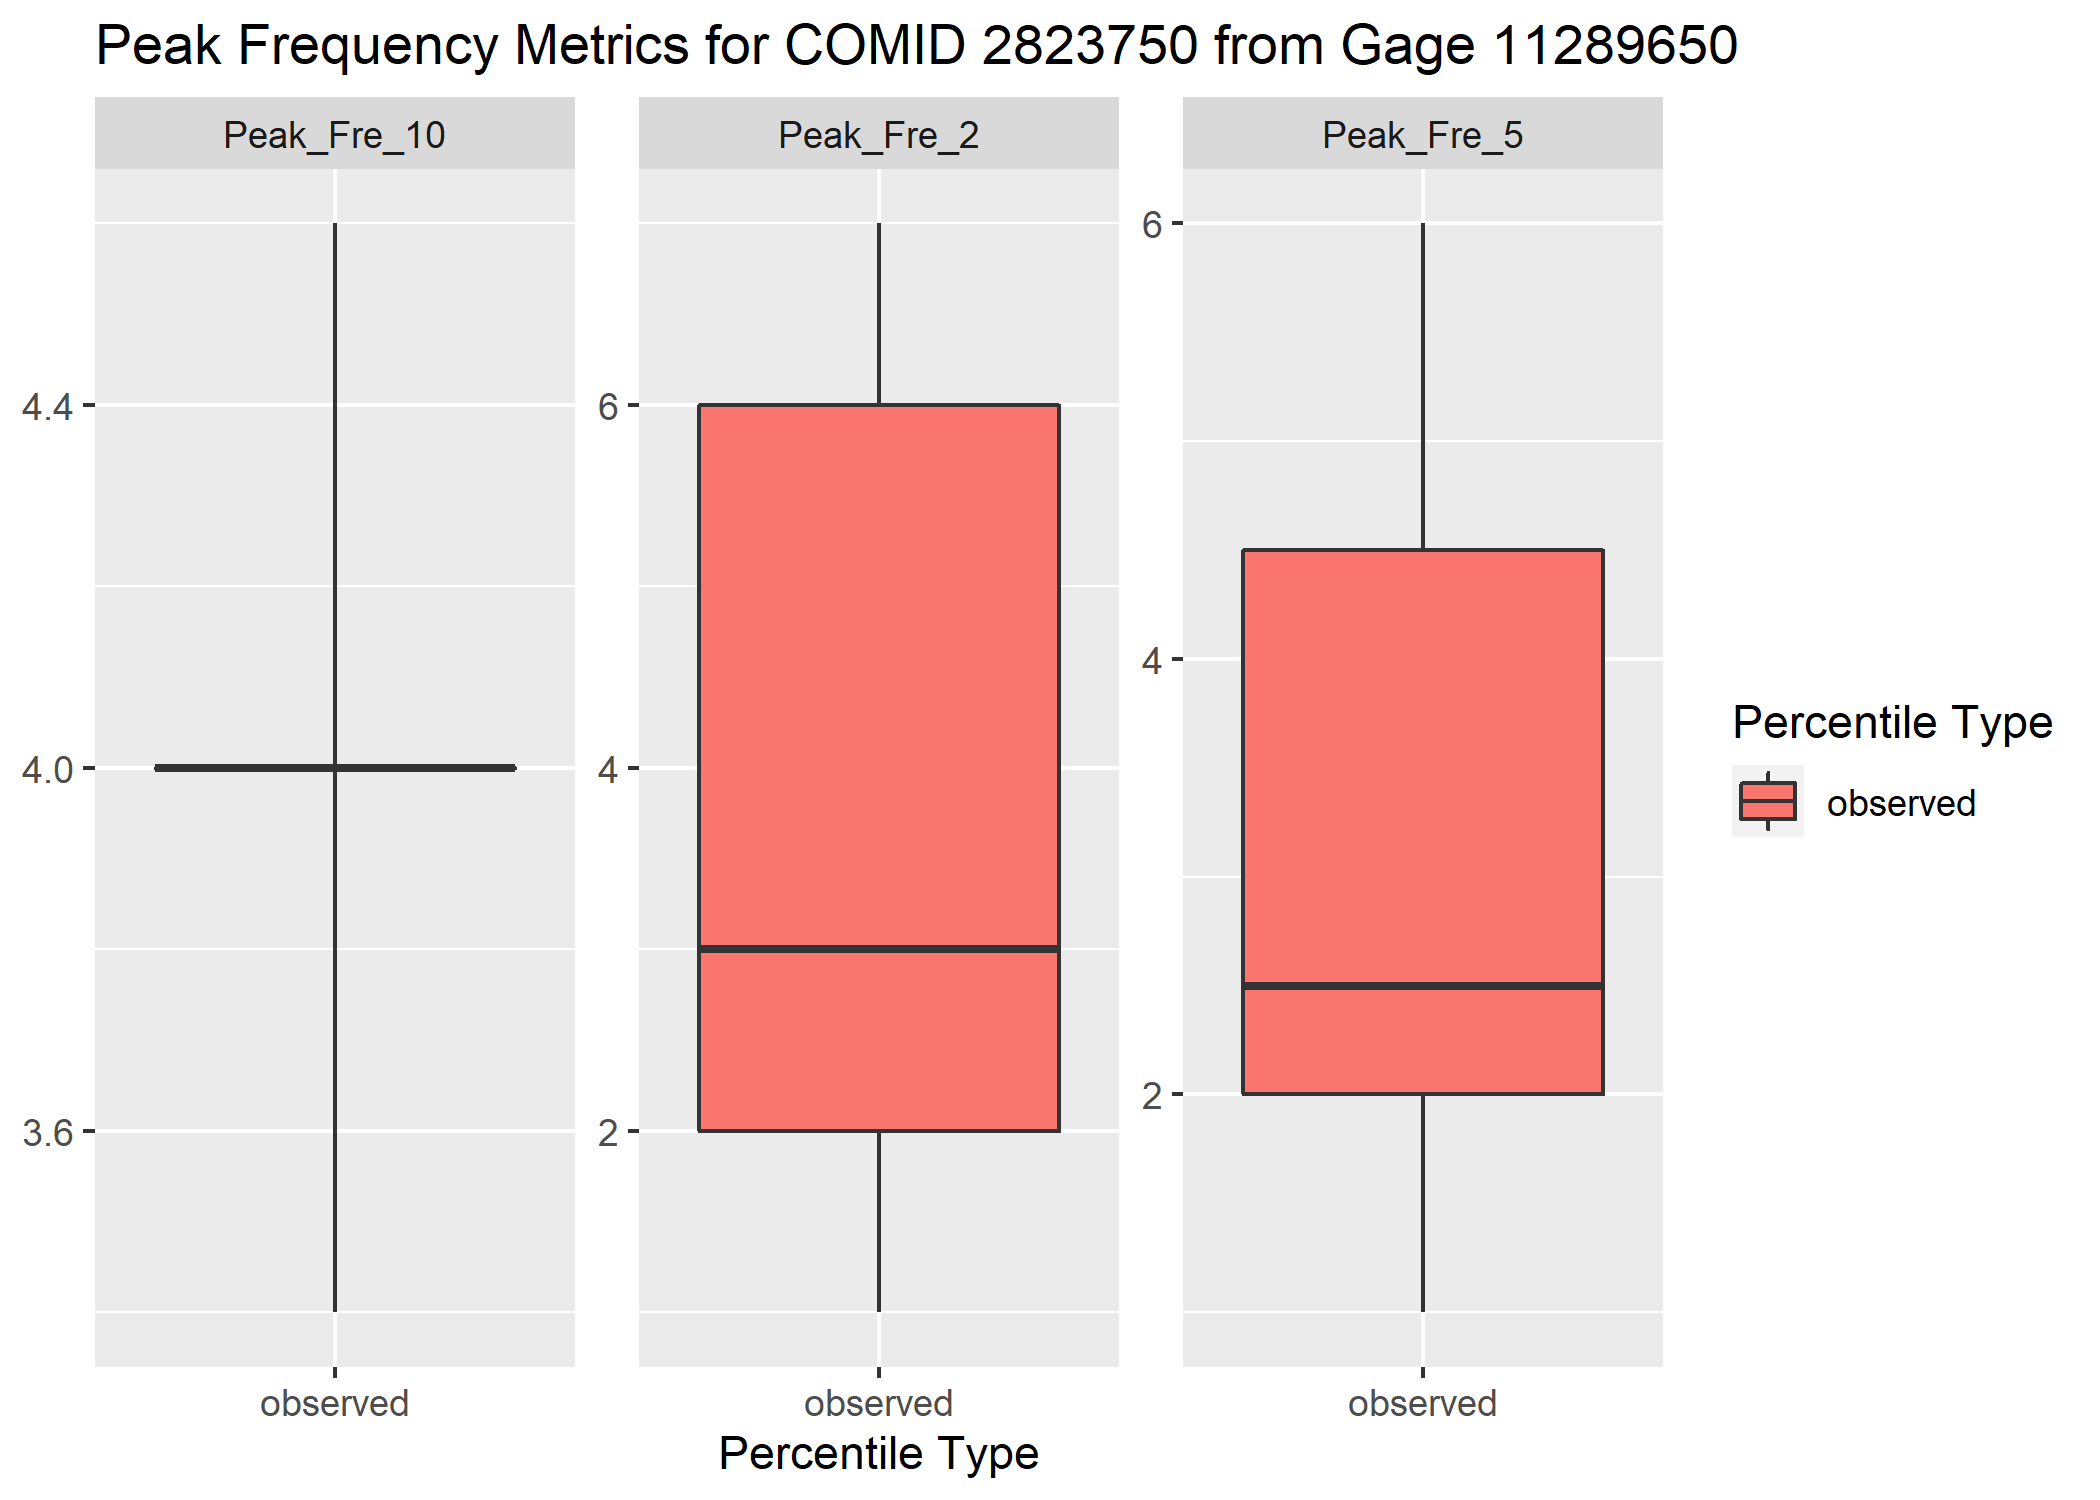 Peak Frequency Metrics for COMID 2823750 from Gage 11289650
Peak_Fre_10
Peak_Fre_2
Peak_Fre_5
4.4
4.0
3.6
6
4
2
6
4
2
observed
observed
observed
Percentile Type
Percentile Type
observed